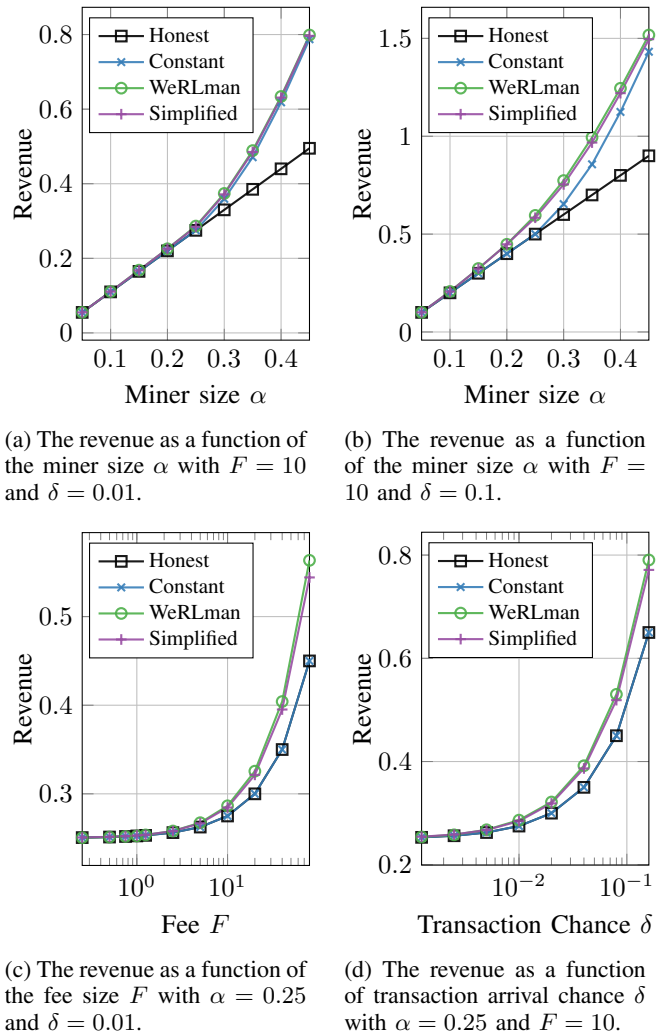 0.8
0.6
0.4
0.2
0
Revenue
Honest
Constant
WeRLman
Simplified
0.1 0.2 0.3 0.4
Miner size α
(a) The revenue as a function of
the miner size α with F = 10
and δ = 0.01.
1.5
1
0.5
0
Revenue
Honest
Constant
WeRLman
Simplified
0.1 0.2 0.3 0.4
Miner size α
(b) The revenue as a function
of the miner size α with F =
10 and δ = 0.1.
0.5
0.4
0.3
Revenue
Honest
Constant
WeRLman
Simplified
10⁰ 10¹
Fee F
(c) The revenue as a function of
the fee size F with α = 0.25
and δ = 0.01.
0.8
0.6
0.4
0.2
Revenue
Honest
Constant
WeRLman
Simplified
10⁻² 10⁻¹
Transaction Chance δ
(d) The revenue as a function
of transaction arrival chance δ
with α = 0.25 and F = 10.